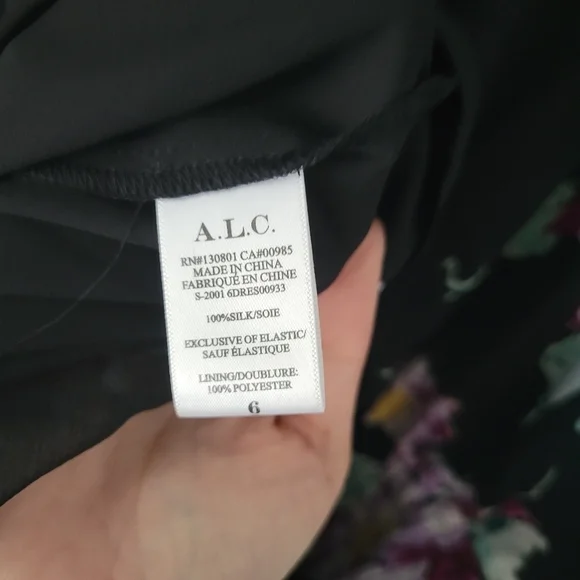 A.L.C.
RN#130801 CA#00985
MADE IN CHINA
FABRIQUÉ EN CHINE
S-2001 6DRES00933
100%SILK/SOIE
EXCLUSIVE OF ELASTIC/
SAUF ÉLASTIQUE
LINING/DOUBLURE:
100% POLYESTER
6